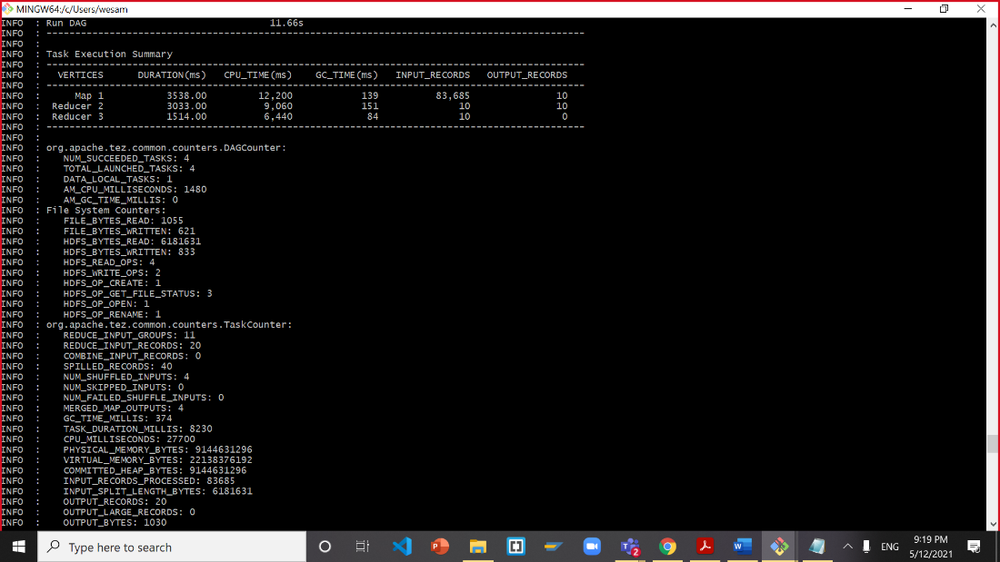 MINGW64:/c/Users/wesam
INFO : Run DAG 11.66s
INFO : ----------------------------------------------------------------------------------------------
INFO :
INFO : Task Execution Summary
INFO : ----------------------------------------------------------------------------------------------
INFO : VERTICES DURATION(ms) CPU_TIME(ms) GC_TIME(ms) INPUT_RECORDS OUTPUT_RECORDS
INFO : ----------------------------------------------------------------------------------------------
INFO : Map 1 3538.00 12,200 139 83,685 10
INFO : Reducer 2 3033.00 9,060 151 10 10
INFO : Reducer 3 1514.00 6,440 84 10 0
INFO : ----------------------------------------------------------------------------------------------
INFO :
INFO : org.apache.tez.common.counters.DAGCounter:
INFO : NUM_SUCCEEDED_TASKS: 4
INFO : TOTAL_LAUNCHED_TASKS: 4
INFO : DATA_LOCAL_TASKS: 1
INFO : AM_CPU_MILLISECONDS: 1480
INFO : AM_GC_TIME_MILLIS: 0
INFO : File System Counters:
INFO : FILE_BYTES_READ: 1055
INFO : FILE_BYTES_WRITTEN: 621
INFO : HDFS_BYTES_READ: 6181631
INFO : HDFS_BYTES_WRITTEN: 833
INFO : HDFS_READ_OPS: 4
INFO : HDFS_WRITE_OPS: 2
INFO : HDFS_OP_CREATE: 1
INFO : HDFS_OP_GET_FILE_STATUS: 3
INFO : HDFS_OP_OPEN: 1
INFO : HDFS_OP_RENAME: 1
INFO : org.apache.tez.common.counters.TaskCounter:
INFO : REDUCE_INPUT_GROUPS: 11
INFO : REDUCE_INPUT_RECORDS: 20
INFO : COMBINE_INPUT_RECORDS: 0
INFO : SPILLED_RECORDS: 40
INFO : NUM_SHUFFLED_INPUTS: 4
INFO : NUM_SKIPPED_INPUTS: 0
INFO : NUM_FAILED_SHUFFLE_INPUTS: 0
INFO : MERGED_MAP_OUTPUTS: 4
INFO : GC_TIME_MILLIS: 374
INFO : TASK_DURATION_MILLIS: 8230
INFO : CPU_MILLISECONDS: 27700
INFO : PHYSICAL_MEMORY_BYTES: 9144631296
INFO : VIRTUAL_MEMORY_BYTES: 22138376192
INFO : COMMITTED_HEAP_BYTES: 9144631296
INFO : INPUT_RECORDS_PROCESSED: 83685
INFO : INPUT_SPLIT_LENGTH_BYTES: 6181631
INFO : OUTPUT_RECORDS: 20
INFO : OUTPUT_LARGE_RECORDS: 0
INFO : OUTPUT_BYTES: 1030
Type here to search
2
ENG
9:19 PM
5/12/2021